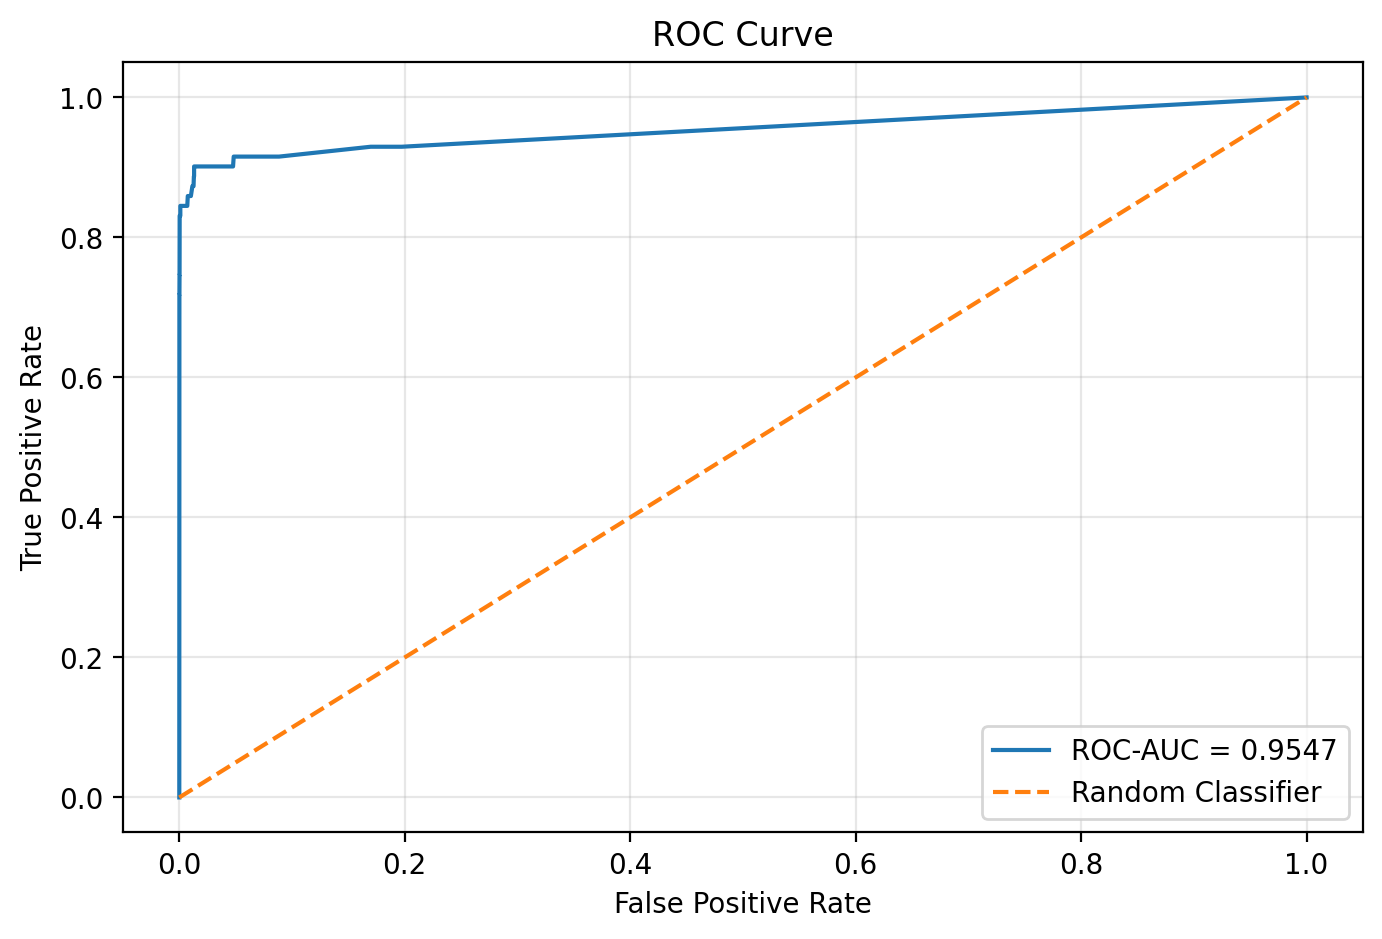 ROC Curve
1.0
0.8
0.6
0.4
0.2
0.0
True Positive Rate
ROC-AUC = 0.9547
Random Classifier
0.0 0.2 0.4 0.6 0.8 1.0
False Positive Rate